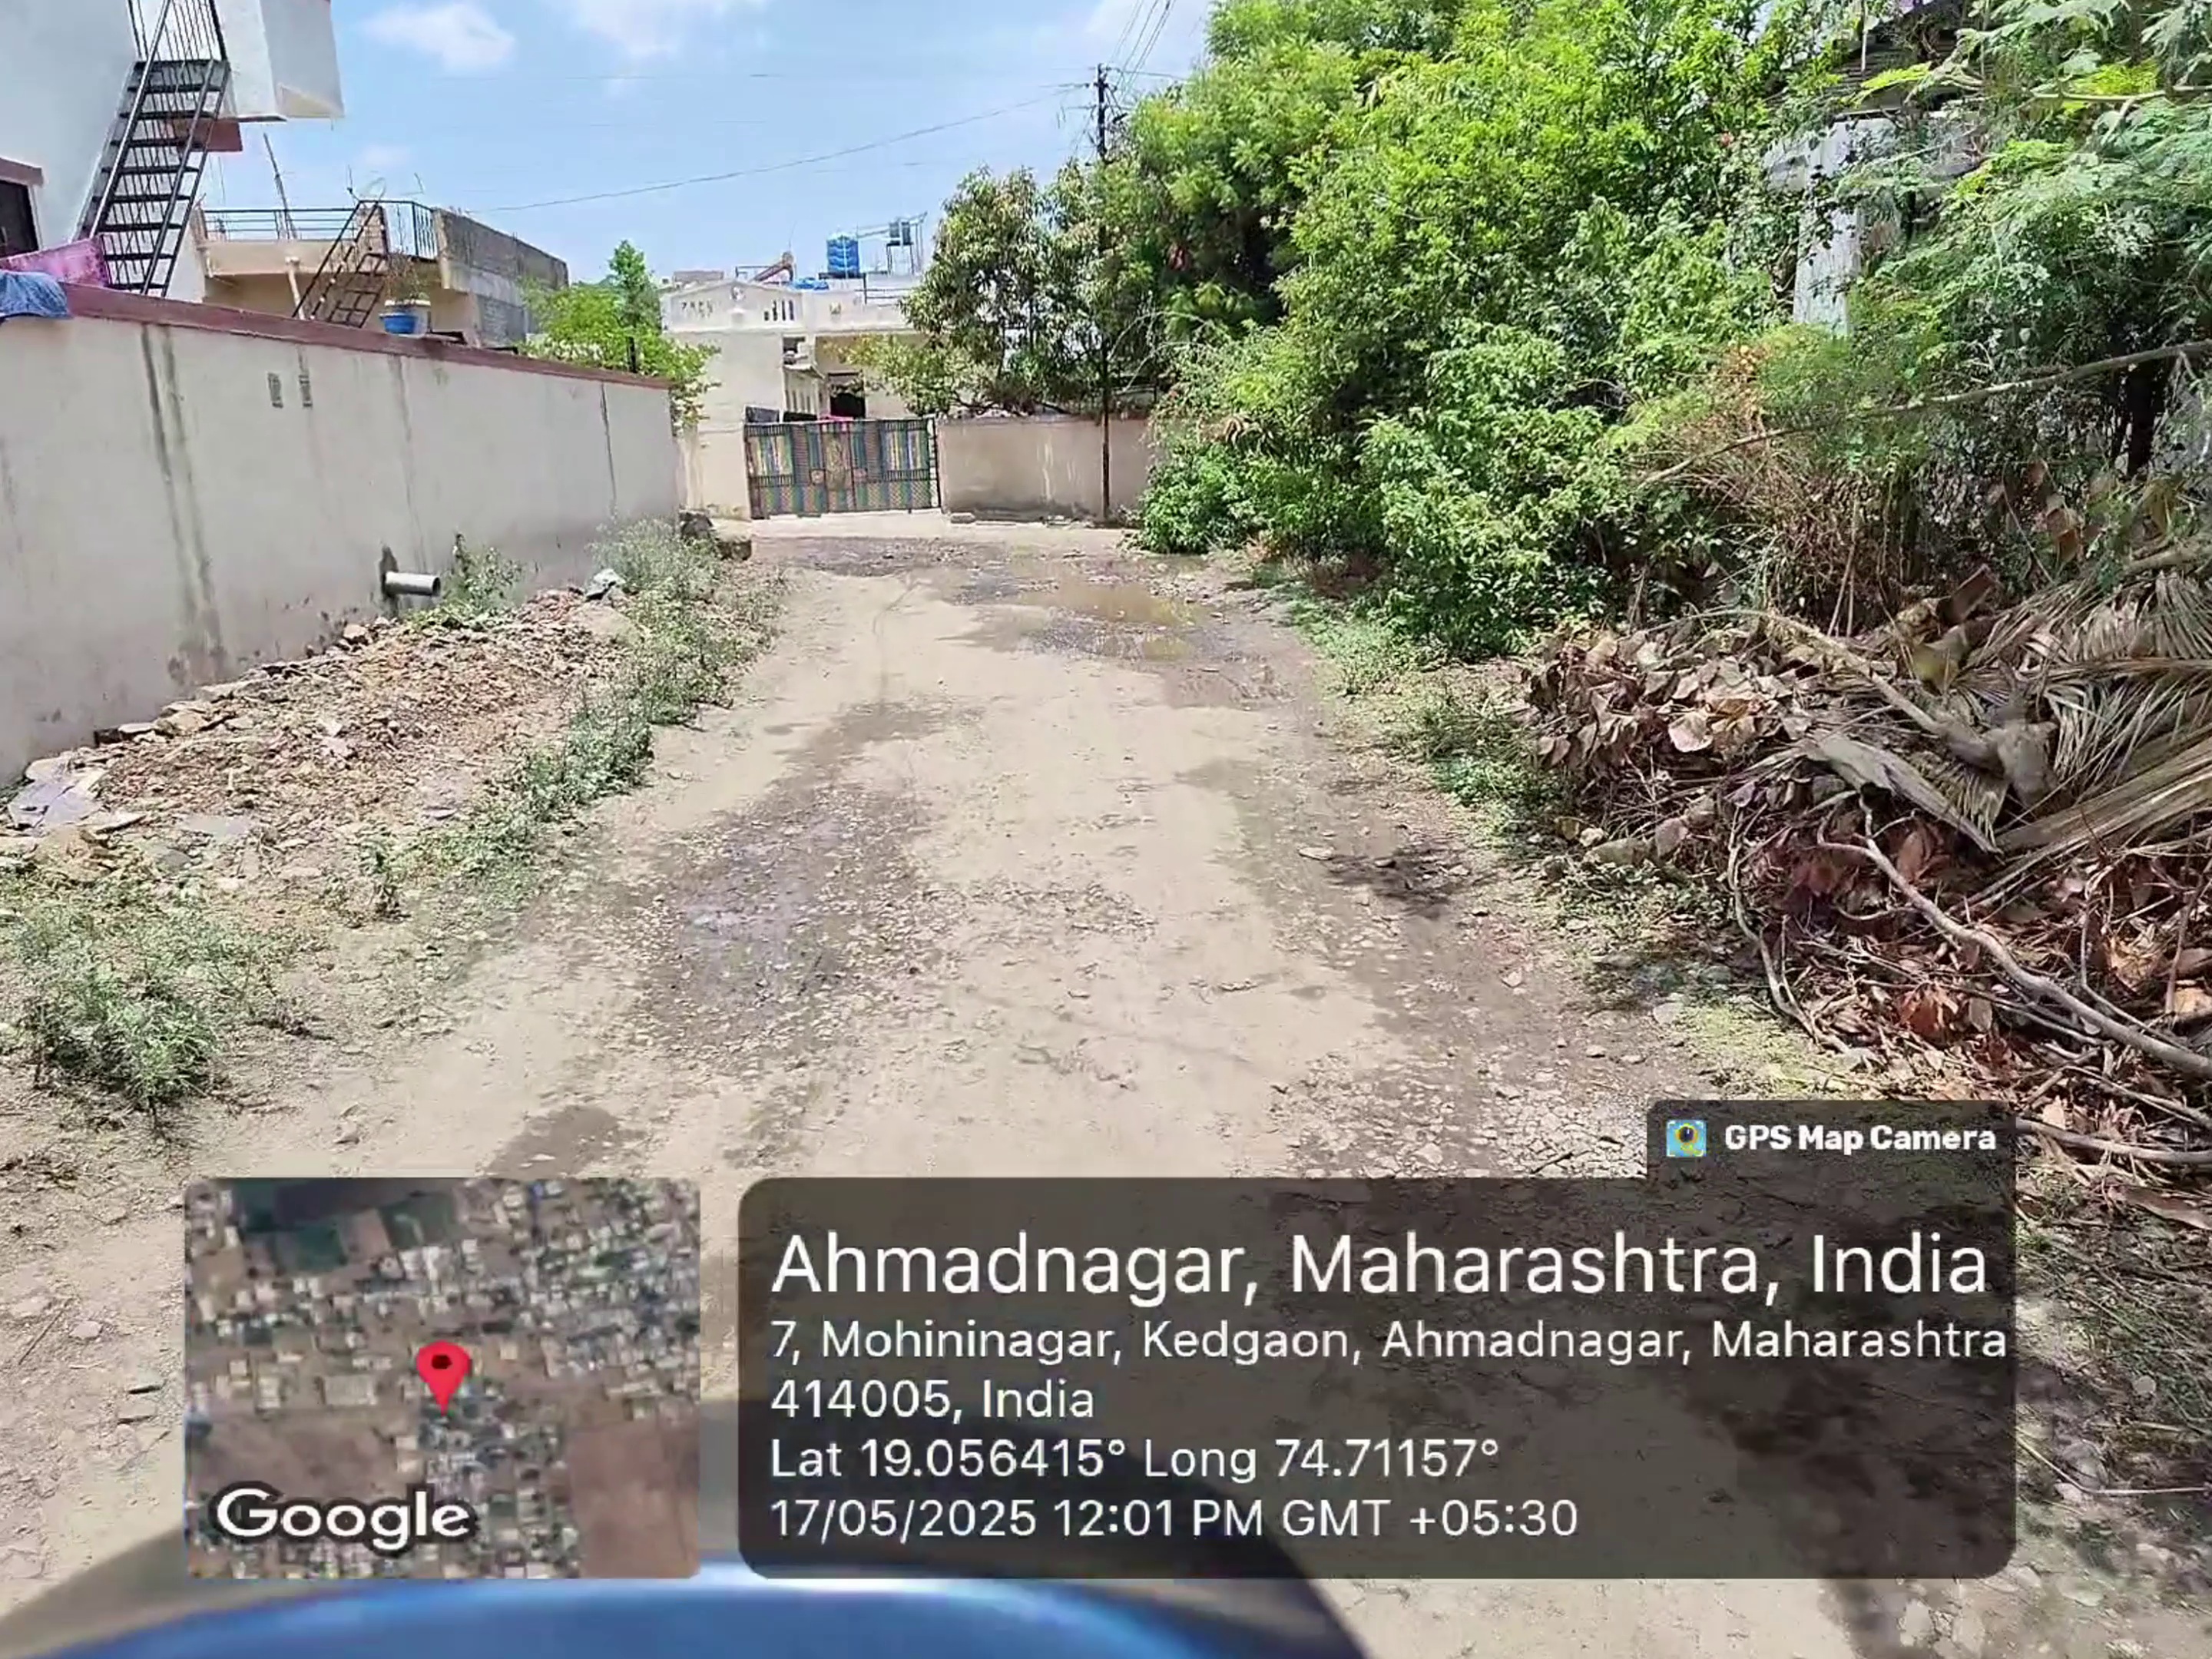 GPS Map Camera
Ahmadnagar, Maharashtra, India
7, Mohininagar, Kedgaon, Ahmadnagar, Maharashtra
414005, India
Lat 19.056415° Long 74.71157°
17/05/2025 12:01 PM GMT +05:30
Google